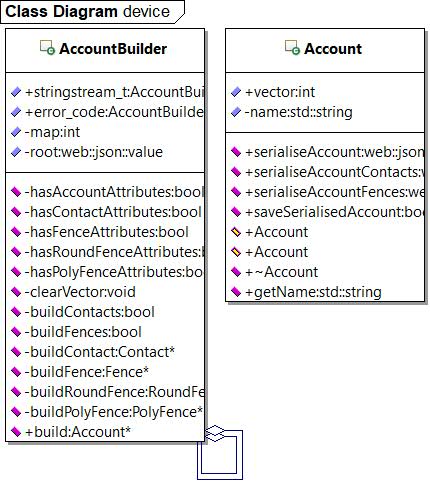 Class Diagram device
AccountBuilder
+stringstream_t:AccountBui
+error_code:AccountBuilde
-map:int
-root:web::json::value
-hasAccountAttributes:bool
-hasContactAttributes:bool
-hasFenceAttributes:bool
-hasRoundFenceAttributes:b
-hasPolyFenceAttributes:boo
-clearVector:void
-buildContacts:bool
-buildFences:bool
-buildContact:Contact*
-buildFence:Fence*
-buildRoundFence:RoundFe
-buildPolyFence:PolyFence*
+build:Account*
Account
+vector:int
-name:std::string
+serialiseAccount:web::json
+serialiseAccountContacts:w
+serialiseAccountFences:we
+saveSerialisedAccount:boo
+Account
+Account
+~Account
+getName:std::string